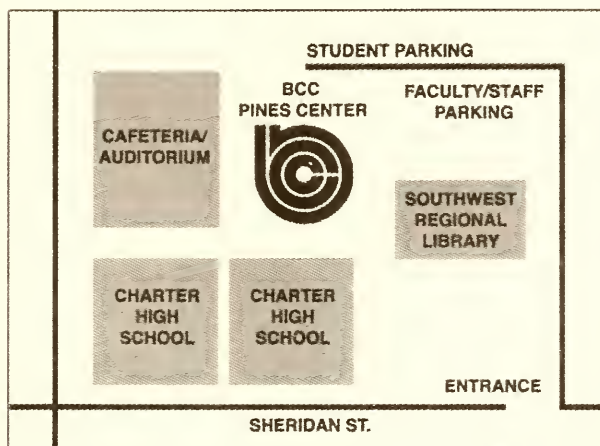 STUDENT PARKING
BCC
PINES CENTER
FACULTY/STAFF
PARKING
CAFETERIA/
AUDITORIUM
SOUTHWEST
REGIONAL
LIBRARY
CHARTER
HIGH
SCHOOL
CHARTER
HIGH
SCHOOL
ENTRANCE
SHERIDAN ST.